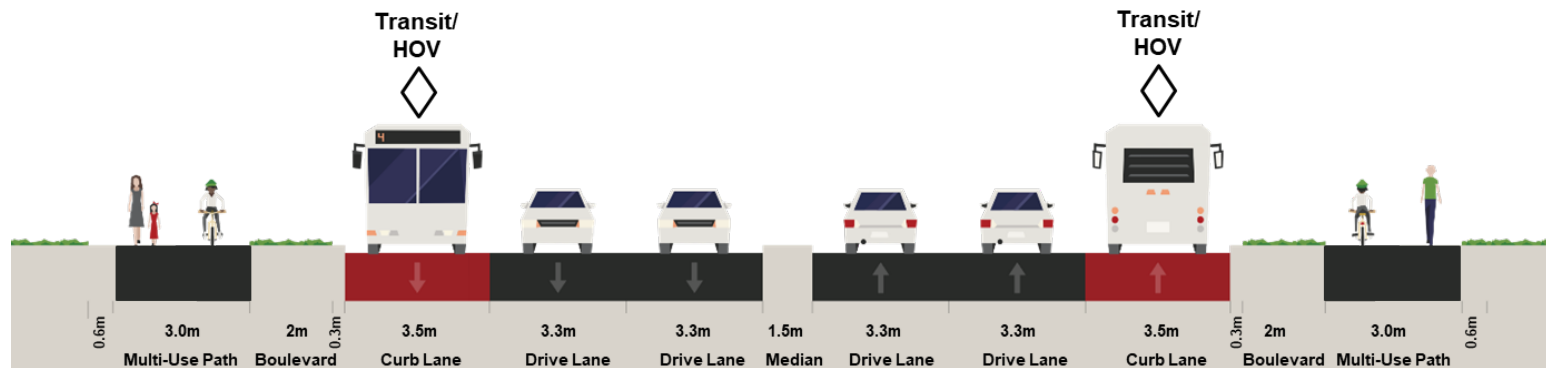 Transit/
HOV
Transit/
HOV
4
0.6m 3.0m 2m 0.3m 3.5m 3.3m 3.3m 1.5m 3.3m 3.3m 3.5m 0.3m 2m 3.0m 0.6m
Multi-Use Path Boulevard Curb Lane Drive Lane Drive Lane Median Drive Lane Drive Lane Curb Lane Boulevard Multi-Use Path